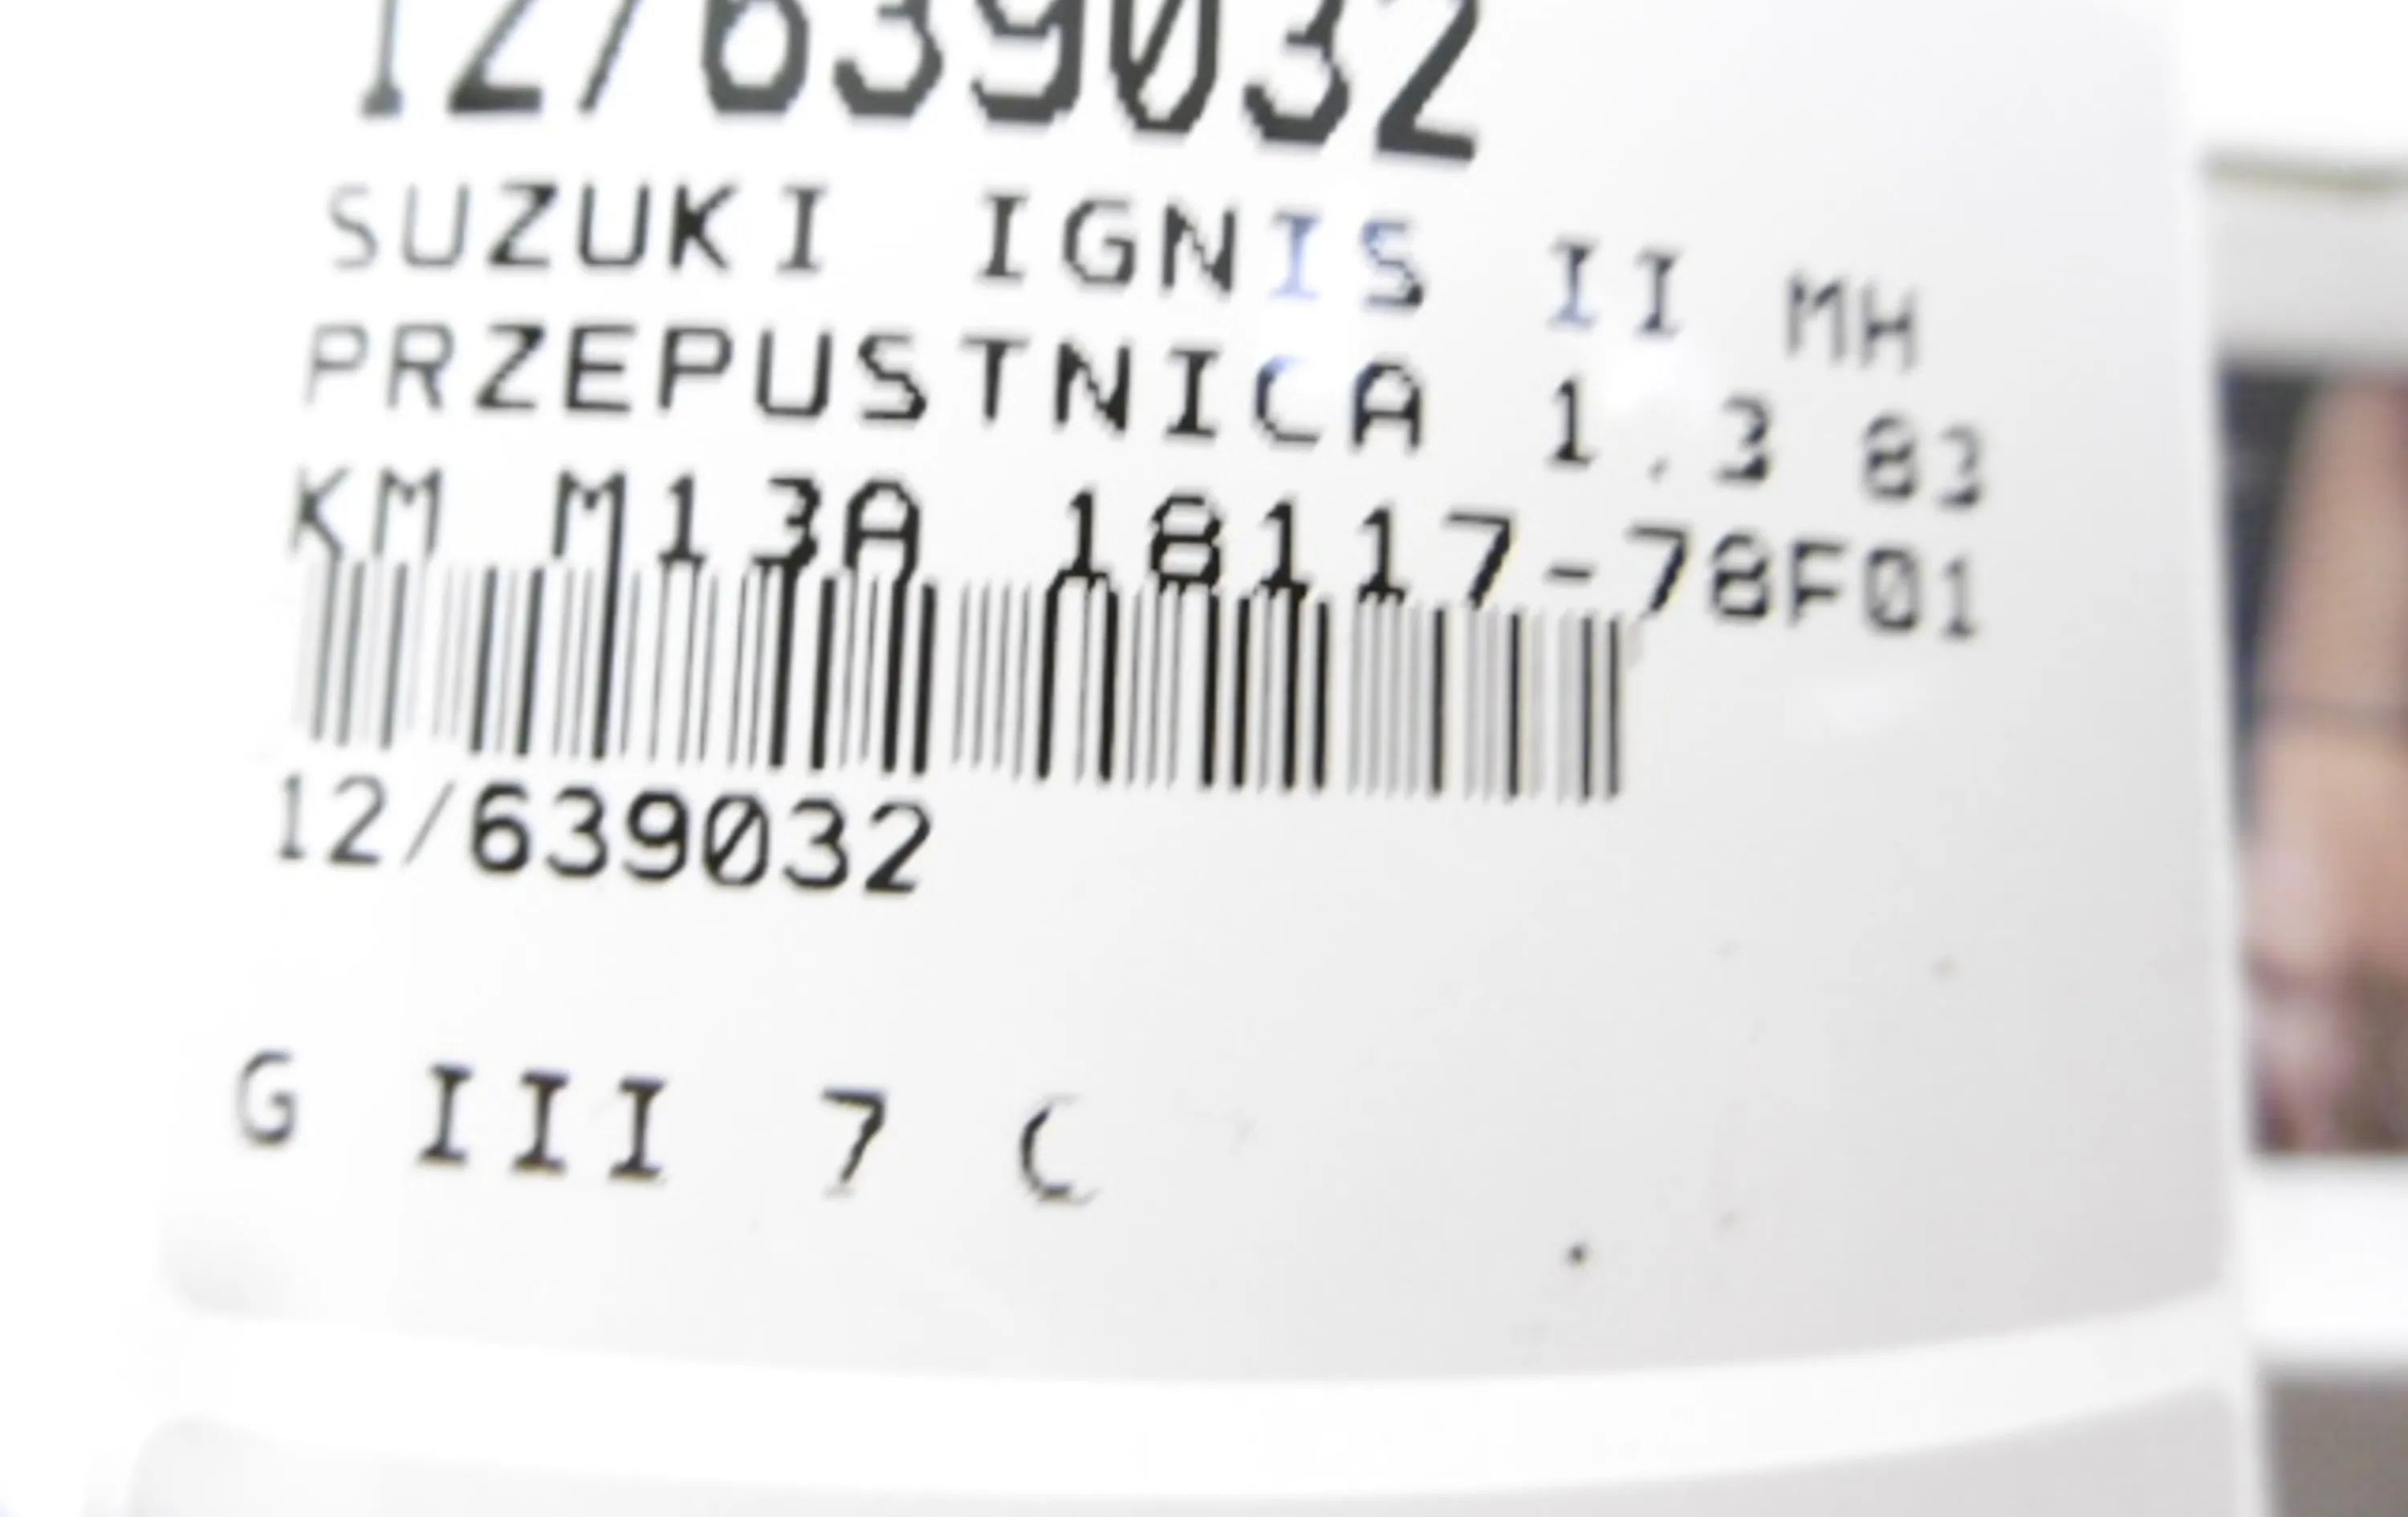 12/639032
SUZUKI IGNIS II MH
PRZEPUSTNICA 1.3 83
KM M13A 18117-78F01
12/639032
G III 7 C